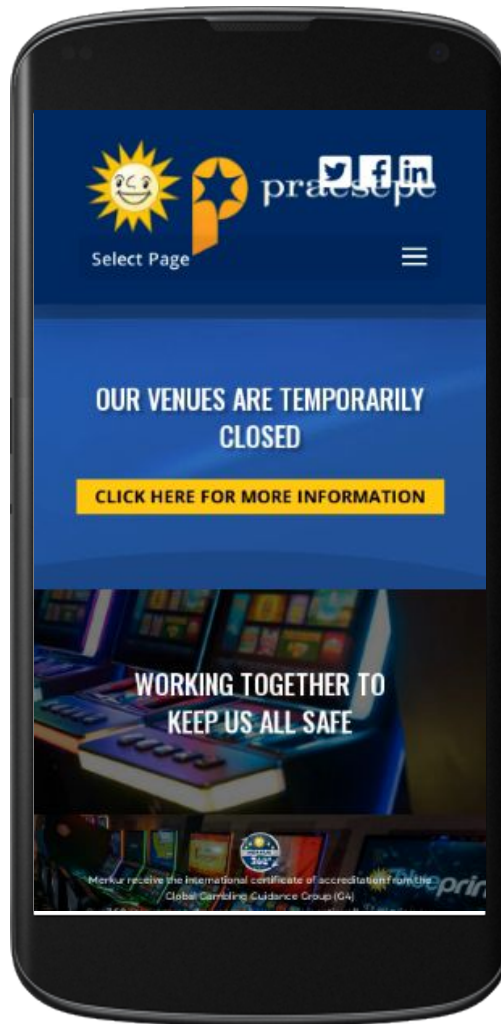 praesepe
Select Page
OUR VENUES ARE TEMPORARILY
CLOSED
CLICK HERE FOR MORE INFORMATION
WORKING TOGETHER TO
KEEP US ALL SAFE
360°
Merkur receive the international certificate of accreditation from the
Global Gambling Guidance Group (G4)